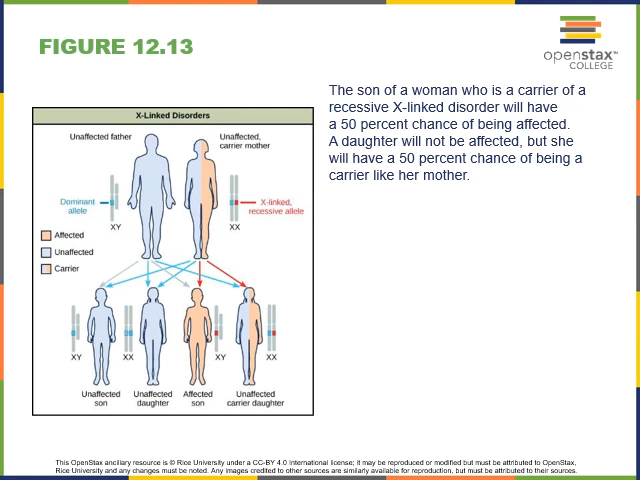 FIGURE 12.13
openstax™
COLLEGE
The son of a woman who is a carrier of a
recessive X-linked disorder will have
a 50 percent chance of being affected.
A daughter will not be affected, but she
will have a 50 percent chance of being a
carrier like her mother.
X-Linked Disorders
Unaffected father
Unaffected,
carrier mother
Dominant
allele
X-linked,
recessive allele
XY
XX
Affected
Unaffected
Carrier
XY
XX
XY
XX
Unaffected
son
Unaffected
daughter
Affected
son
Unaffected
carrier daughter
This OpenStax ancillary resource is © Rice University under a CC-BY 4.0 International license; it may be reproduced or modified but must be attributed to OpenStax,
Rice University and any changes must be noted. Any images credited to other sources are similarly available for reproduction, but must be attributed to their sources.